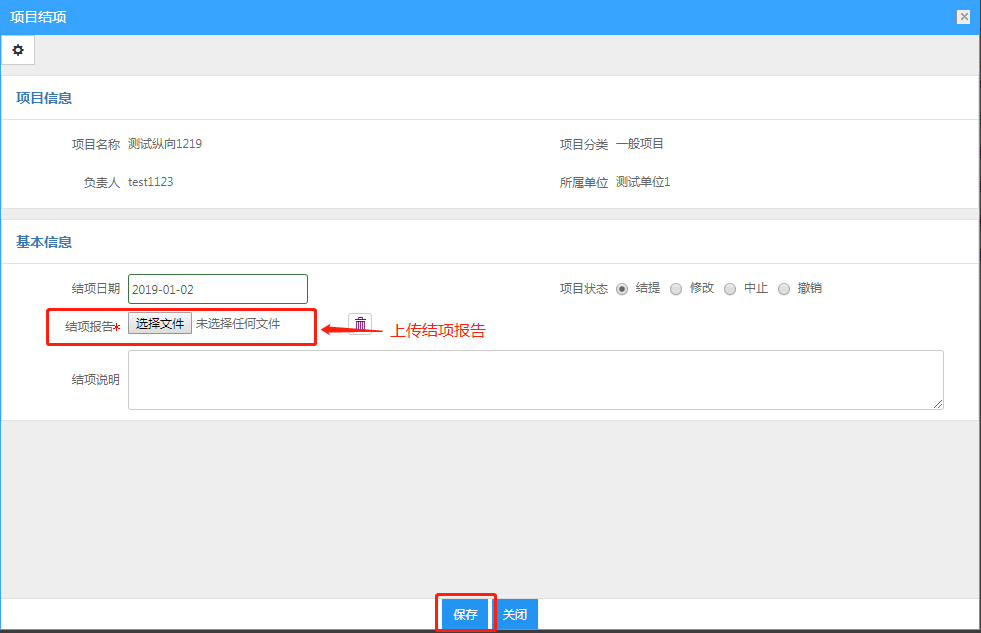 项目结项
项目信息
项目名称 测试纵向1219 项目分类 一般项目
负责人 test1123 所属单位 测试单位1
基本信息
结项日期 2019-01-02 项目状态 结提 修改 中止 撤销
结项报告* 选择文件 未选择任何文件 上传结项报告
结项说明
保存 关闭